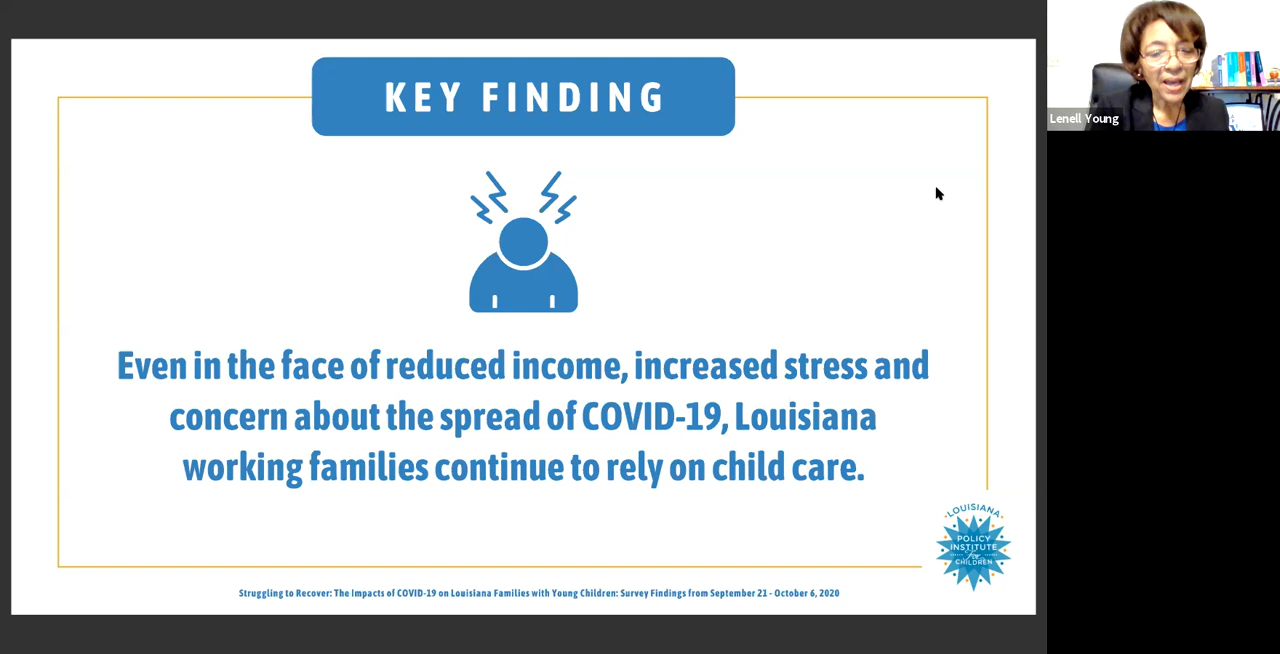 KEY FINDING
Even in the face of reduced income, increased stress and
concern about the spread of COVID-19, Louisiana
working families continue to rely on child care.
LOUISIANA
POLICY
INSTITUTE
For
CHILDREN
Struggling to Recover: The Impacts of COVID-19 on Louisiana Families with Young Children: Survey Findings from September 21 - October 6, 2020
Lenell Young